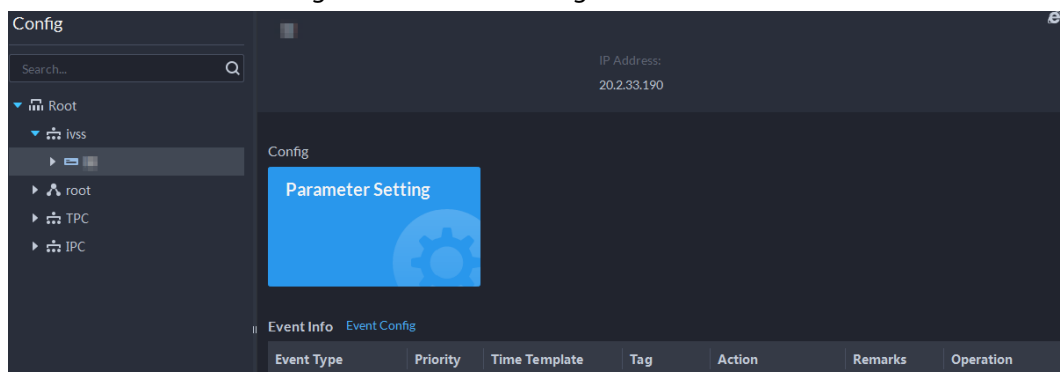 Config
Search...
Root
ivss
root
TPC
IPC
IP Address:
20.2.33.190
Config
Parameter Setting
Event Info Event Config
Event Type Priority Time Template Tag Action Remarks Operation